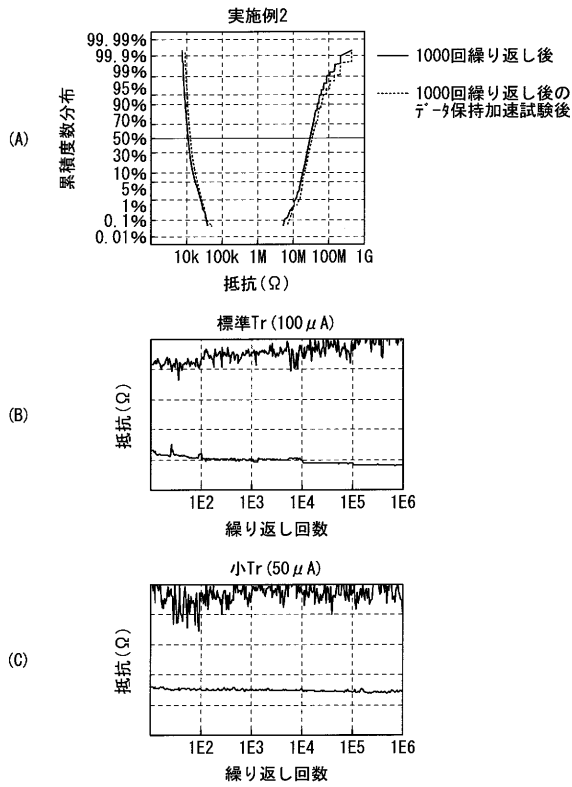 実施例2
(A)
累積度数分布
99.99%
99.9%
99%
95%
90%
70%
50%
30%
10%
5%
1%
0.1%
0.01%
10k 100k 1M 10M 100M 1G
抵抗(Ω)
1000回繰り返し後
1000回繰り返し後の
データ保持加速試験後
標準Tr(100μA)
(B)
抵抗(Ω)
1E2 1E3 1E4 1E5 1E6
繰り返し回数
小Tr(50μA)
(C)
抵抗(Ω)
1E2 1E3 1E4 1E5 1E6
繰り返し回数